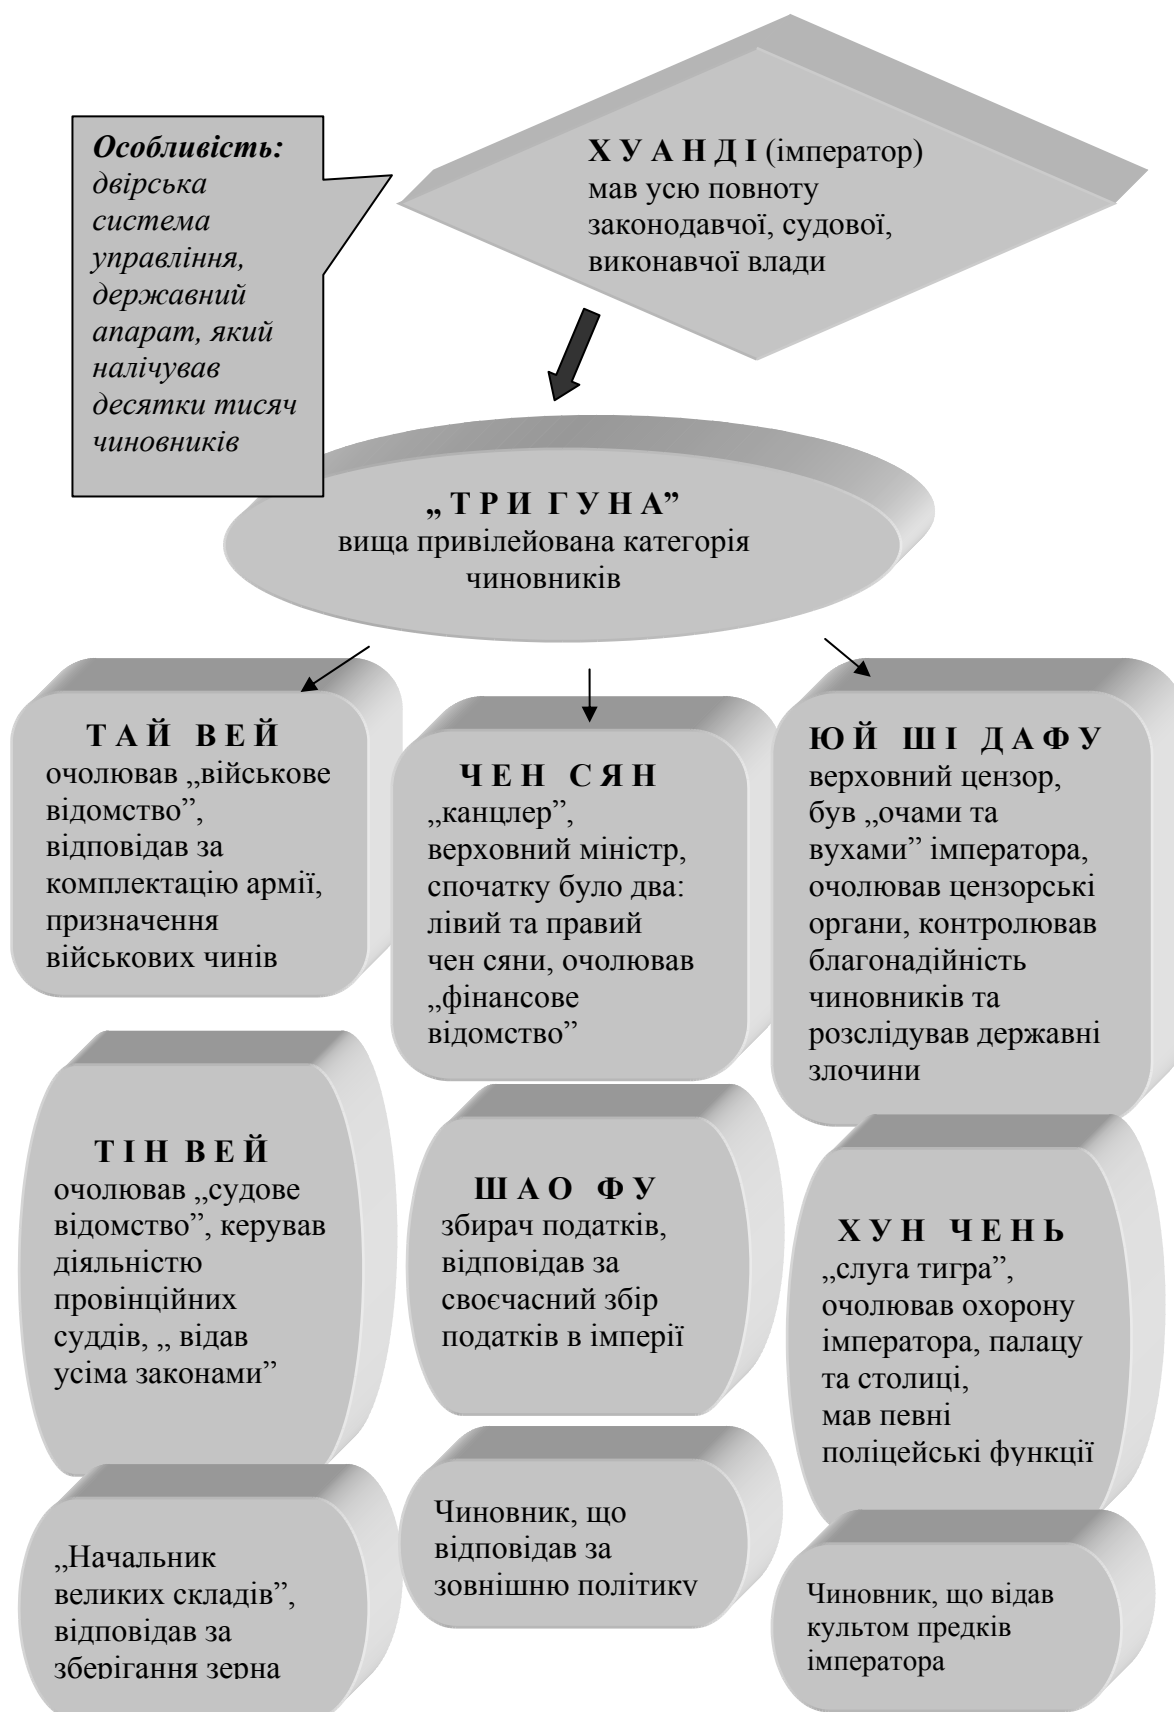 Особливість:
двірська
система
управління,
державний
апарат, який
налічував
десятки тисяч
чиновників
Х У А Н Д І (імператор)
мав усю повноту
законодавчої, судової,
виконавчої влади
„ Т Р И Г У Н А”
вища привілейована категорія
чиновників
Т А Й В Е Й
очолював „військове
відомство”,
відповідав за
комплектацію армії,
призначення
військових чинів
Ч Е Н С Я Н
„канцлер”,
верховний міністр,
спочатку було два:
лівий та правий
чен сяни, очолював
„фінансове
відомство”
Ю Й Ш І Д А Ф У
верховний цензор,
був „очами та
вухами” імператора,
очолював цензорські
органи, контролював
благонадійність
чиновників та
розслідував державні
злочини
Т І Н В Е Й
очолював „судове
відомство”, керував
діяльністю
провінційних
суддів, „ відав
усіма законами”
Ш А О Ф У
збирач податків,
відповідав за
своєчасний збір
податків в імперії
Х У Н Ч Е Н Ь
„слуга тигра”,
очолював охорону
імператора, палацу
та столиці,
мав певні
поліцейські функції
„Начальник
великих складів”,
відповідав за
зберігання зерна
Чиновник, що
відповідав за
зовнішню політику
Чиновник, що відав
культом предків
імператора